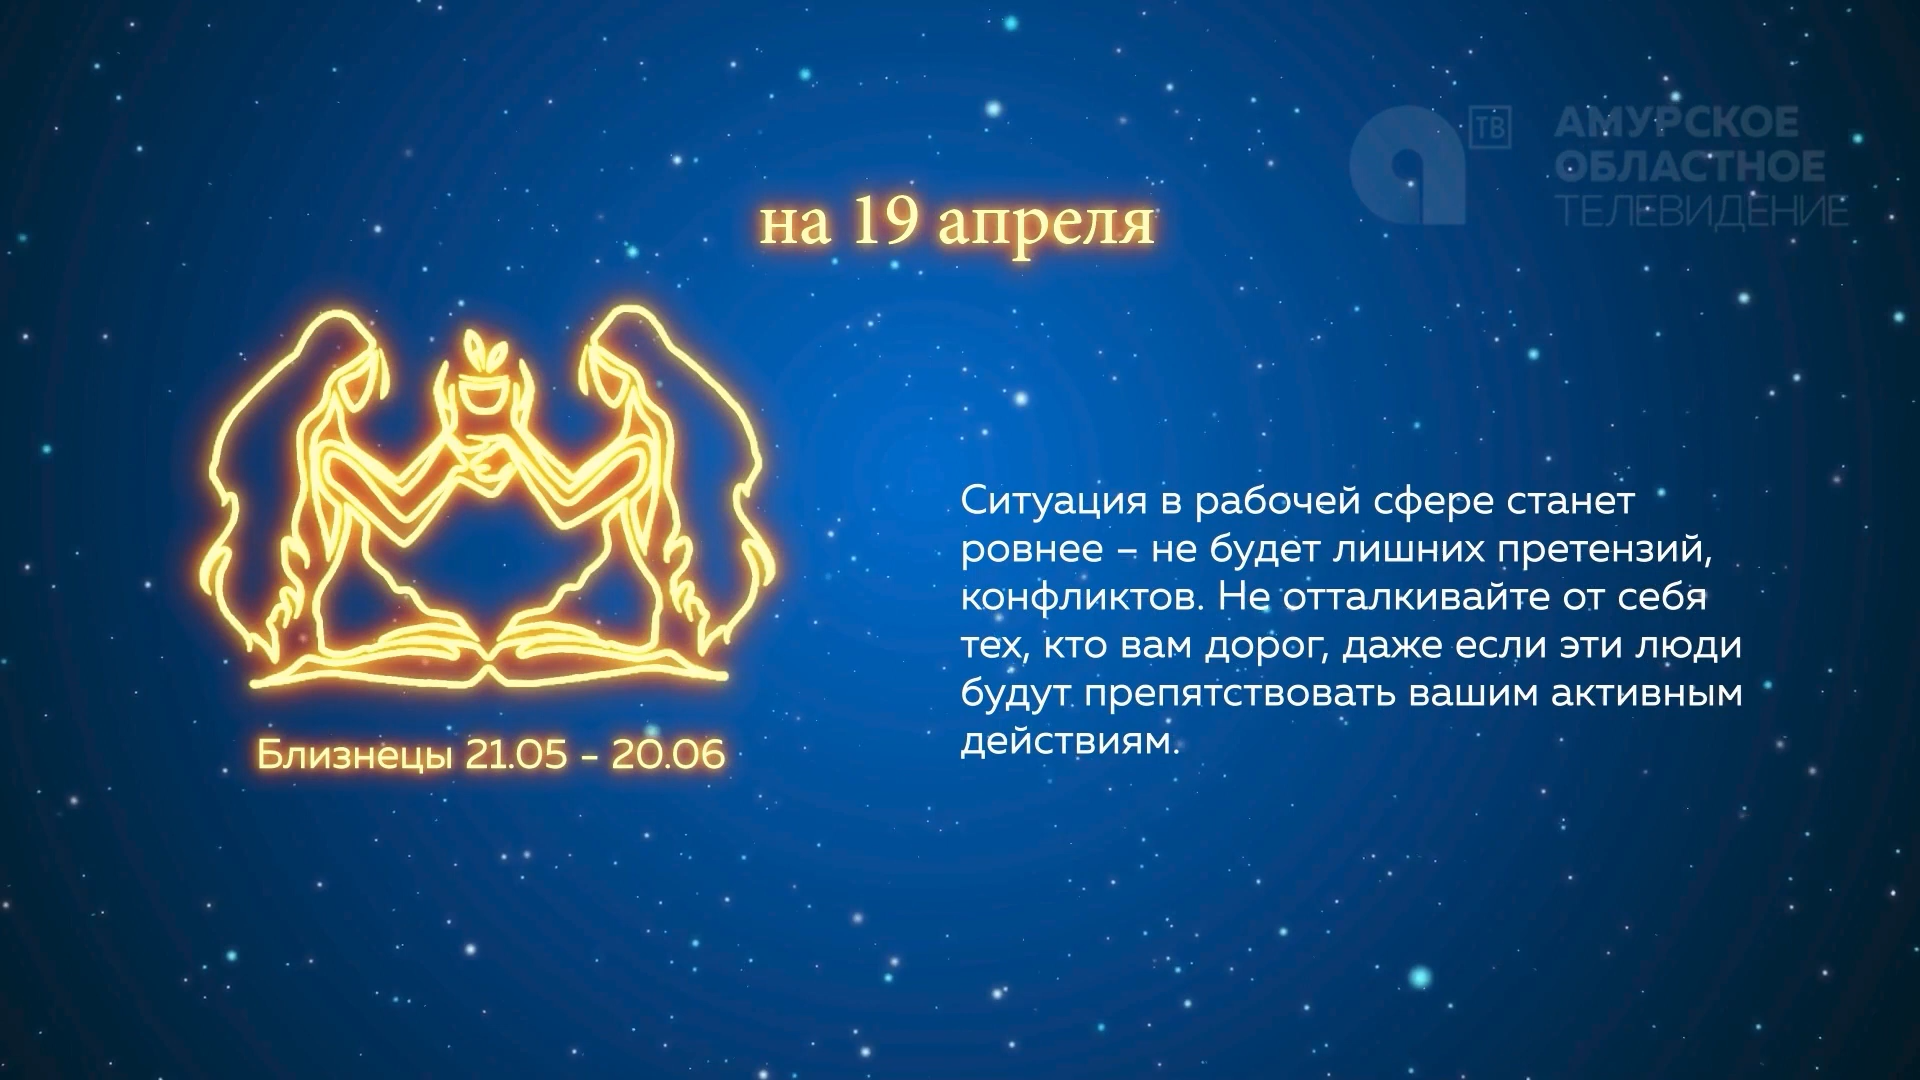 ТВ
АМУРСКОЕ
ОБЛАСТНОЕ
ТЕЛЕВИДЕНИЕ
на 19 апреля
Ситуация в рабочей сфере станет
ровнее – не будет лишних претензий,
конфликтов. Не отталкивайте от себя
тех, кто вам дорог, даже если эти люди
будут препятствовать вашим активным
действиям.
Близнецы 21.05 - 20.06